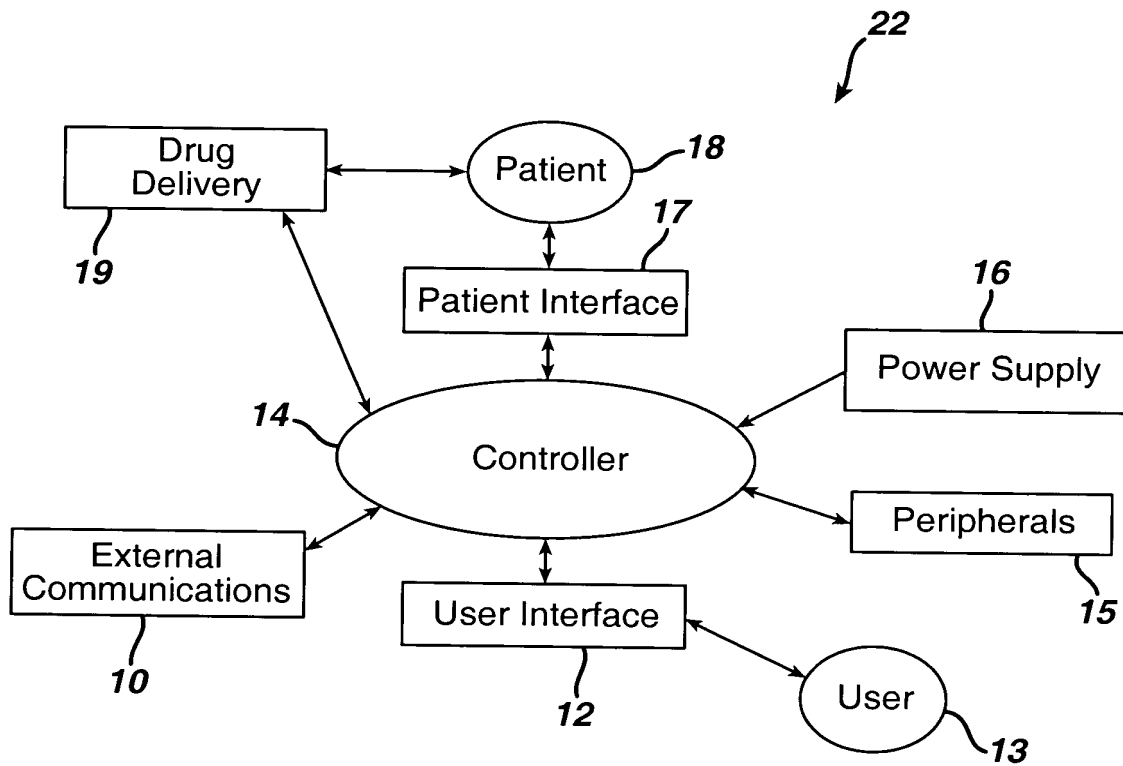 22
Drug
Delivery
Patient
18
19
17
Patient Interface
16
Power Supply
14
Controller
External
Communications
Peripherals
User Interface
15
10
12
User
13